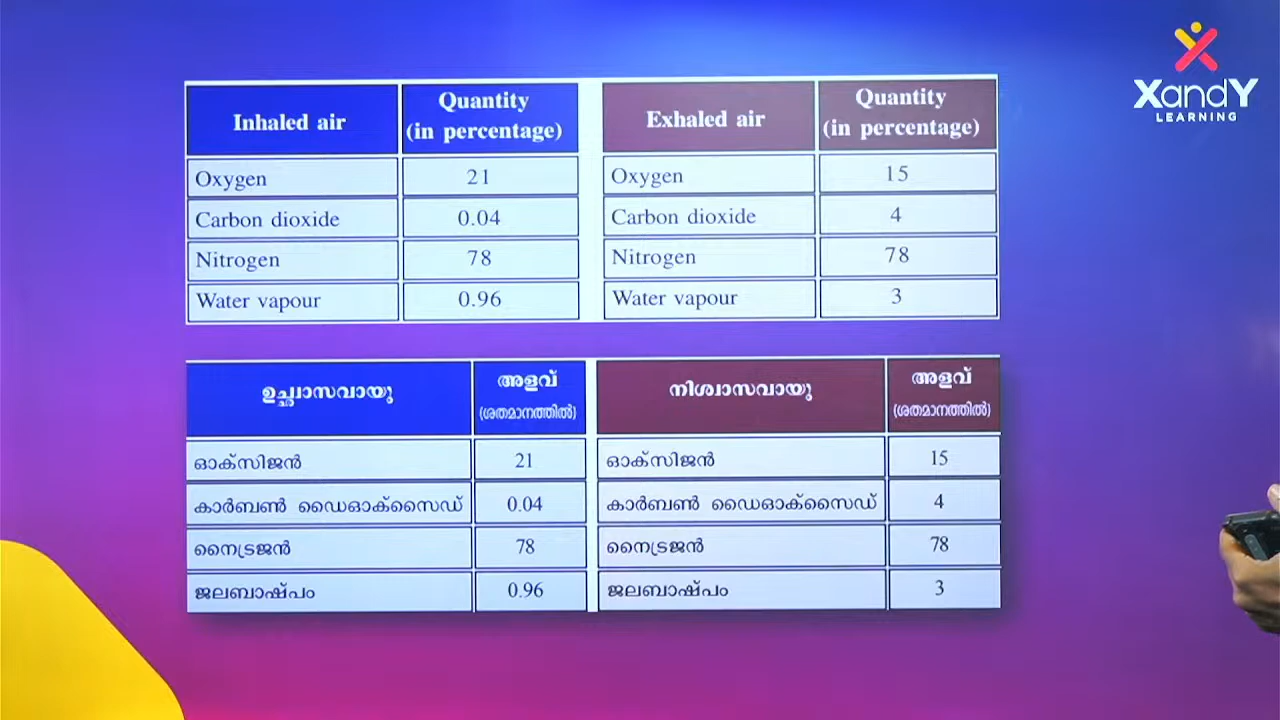 XandY
LEARNING
Inhaled air
Quantity
(in percentage)
Exhaled air
Quantity
(in percentage)
Oxygen 21 Oxygen 15
Carbon dioxide 0.04 Carbon dioxide 4
Nitrogen 78 Nitrogen 78
Water vapour 0.96 Water vapour 3
ഉച്ഛ്വാസവായു
അളവ്
(ശതമാനത്തിൽ)
നിശ്വാസവായു
അളവ്
(ശതമാനത്തിൽ)
ഓക്സിജൻ 21 ഓക്സിജൻ 15
കാർബൺ ഡൈഓക്സൈഡ് 0.04 കാർബൺ ഡൈഓക്സൈഡ് 4
നൈട്രജൻ 78 നൈട്രജൻ 78
ജലബാഷ്പം 0.96 ജലബാഷ്പം 3